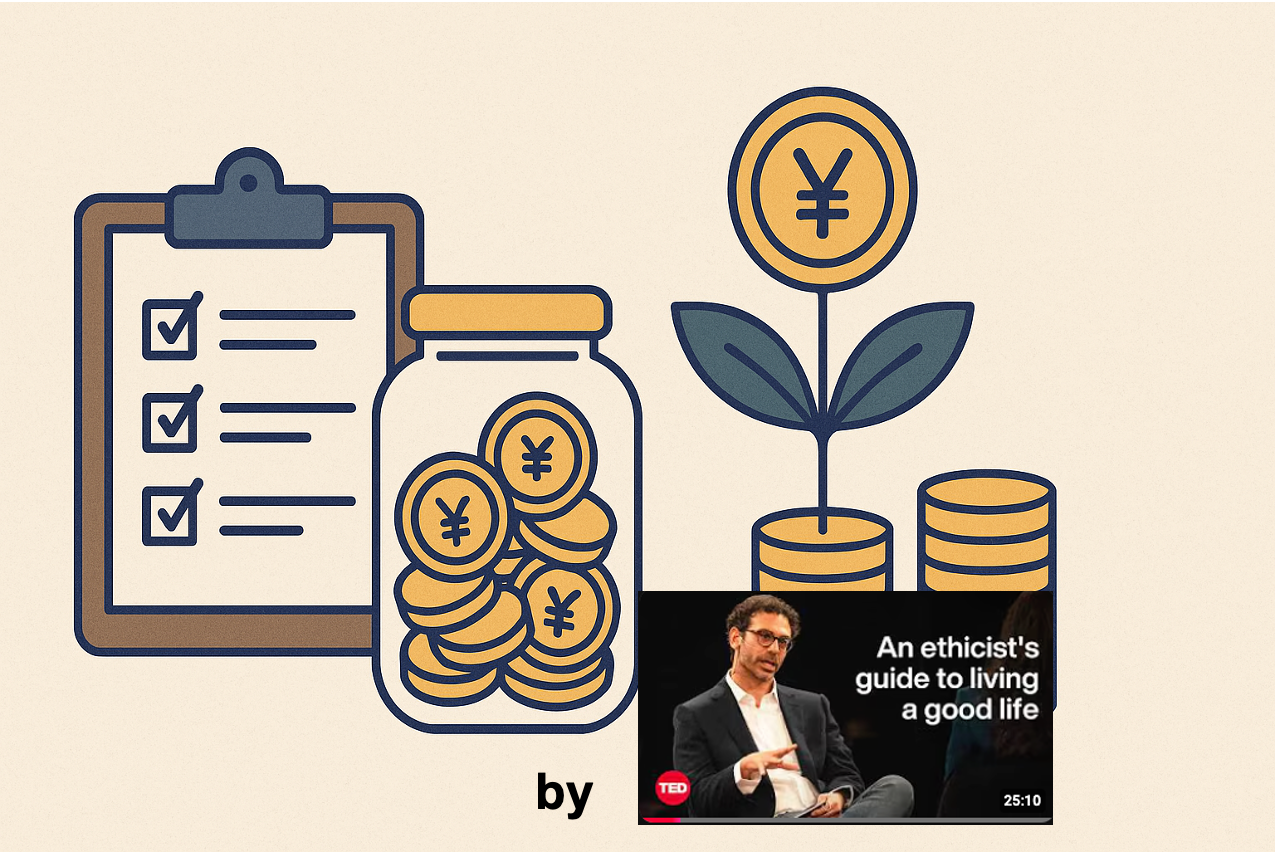 ¥
¥
¥
¥
An ethicist's
guide to living
a good life
TED
25:10
by